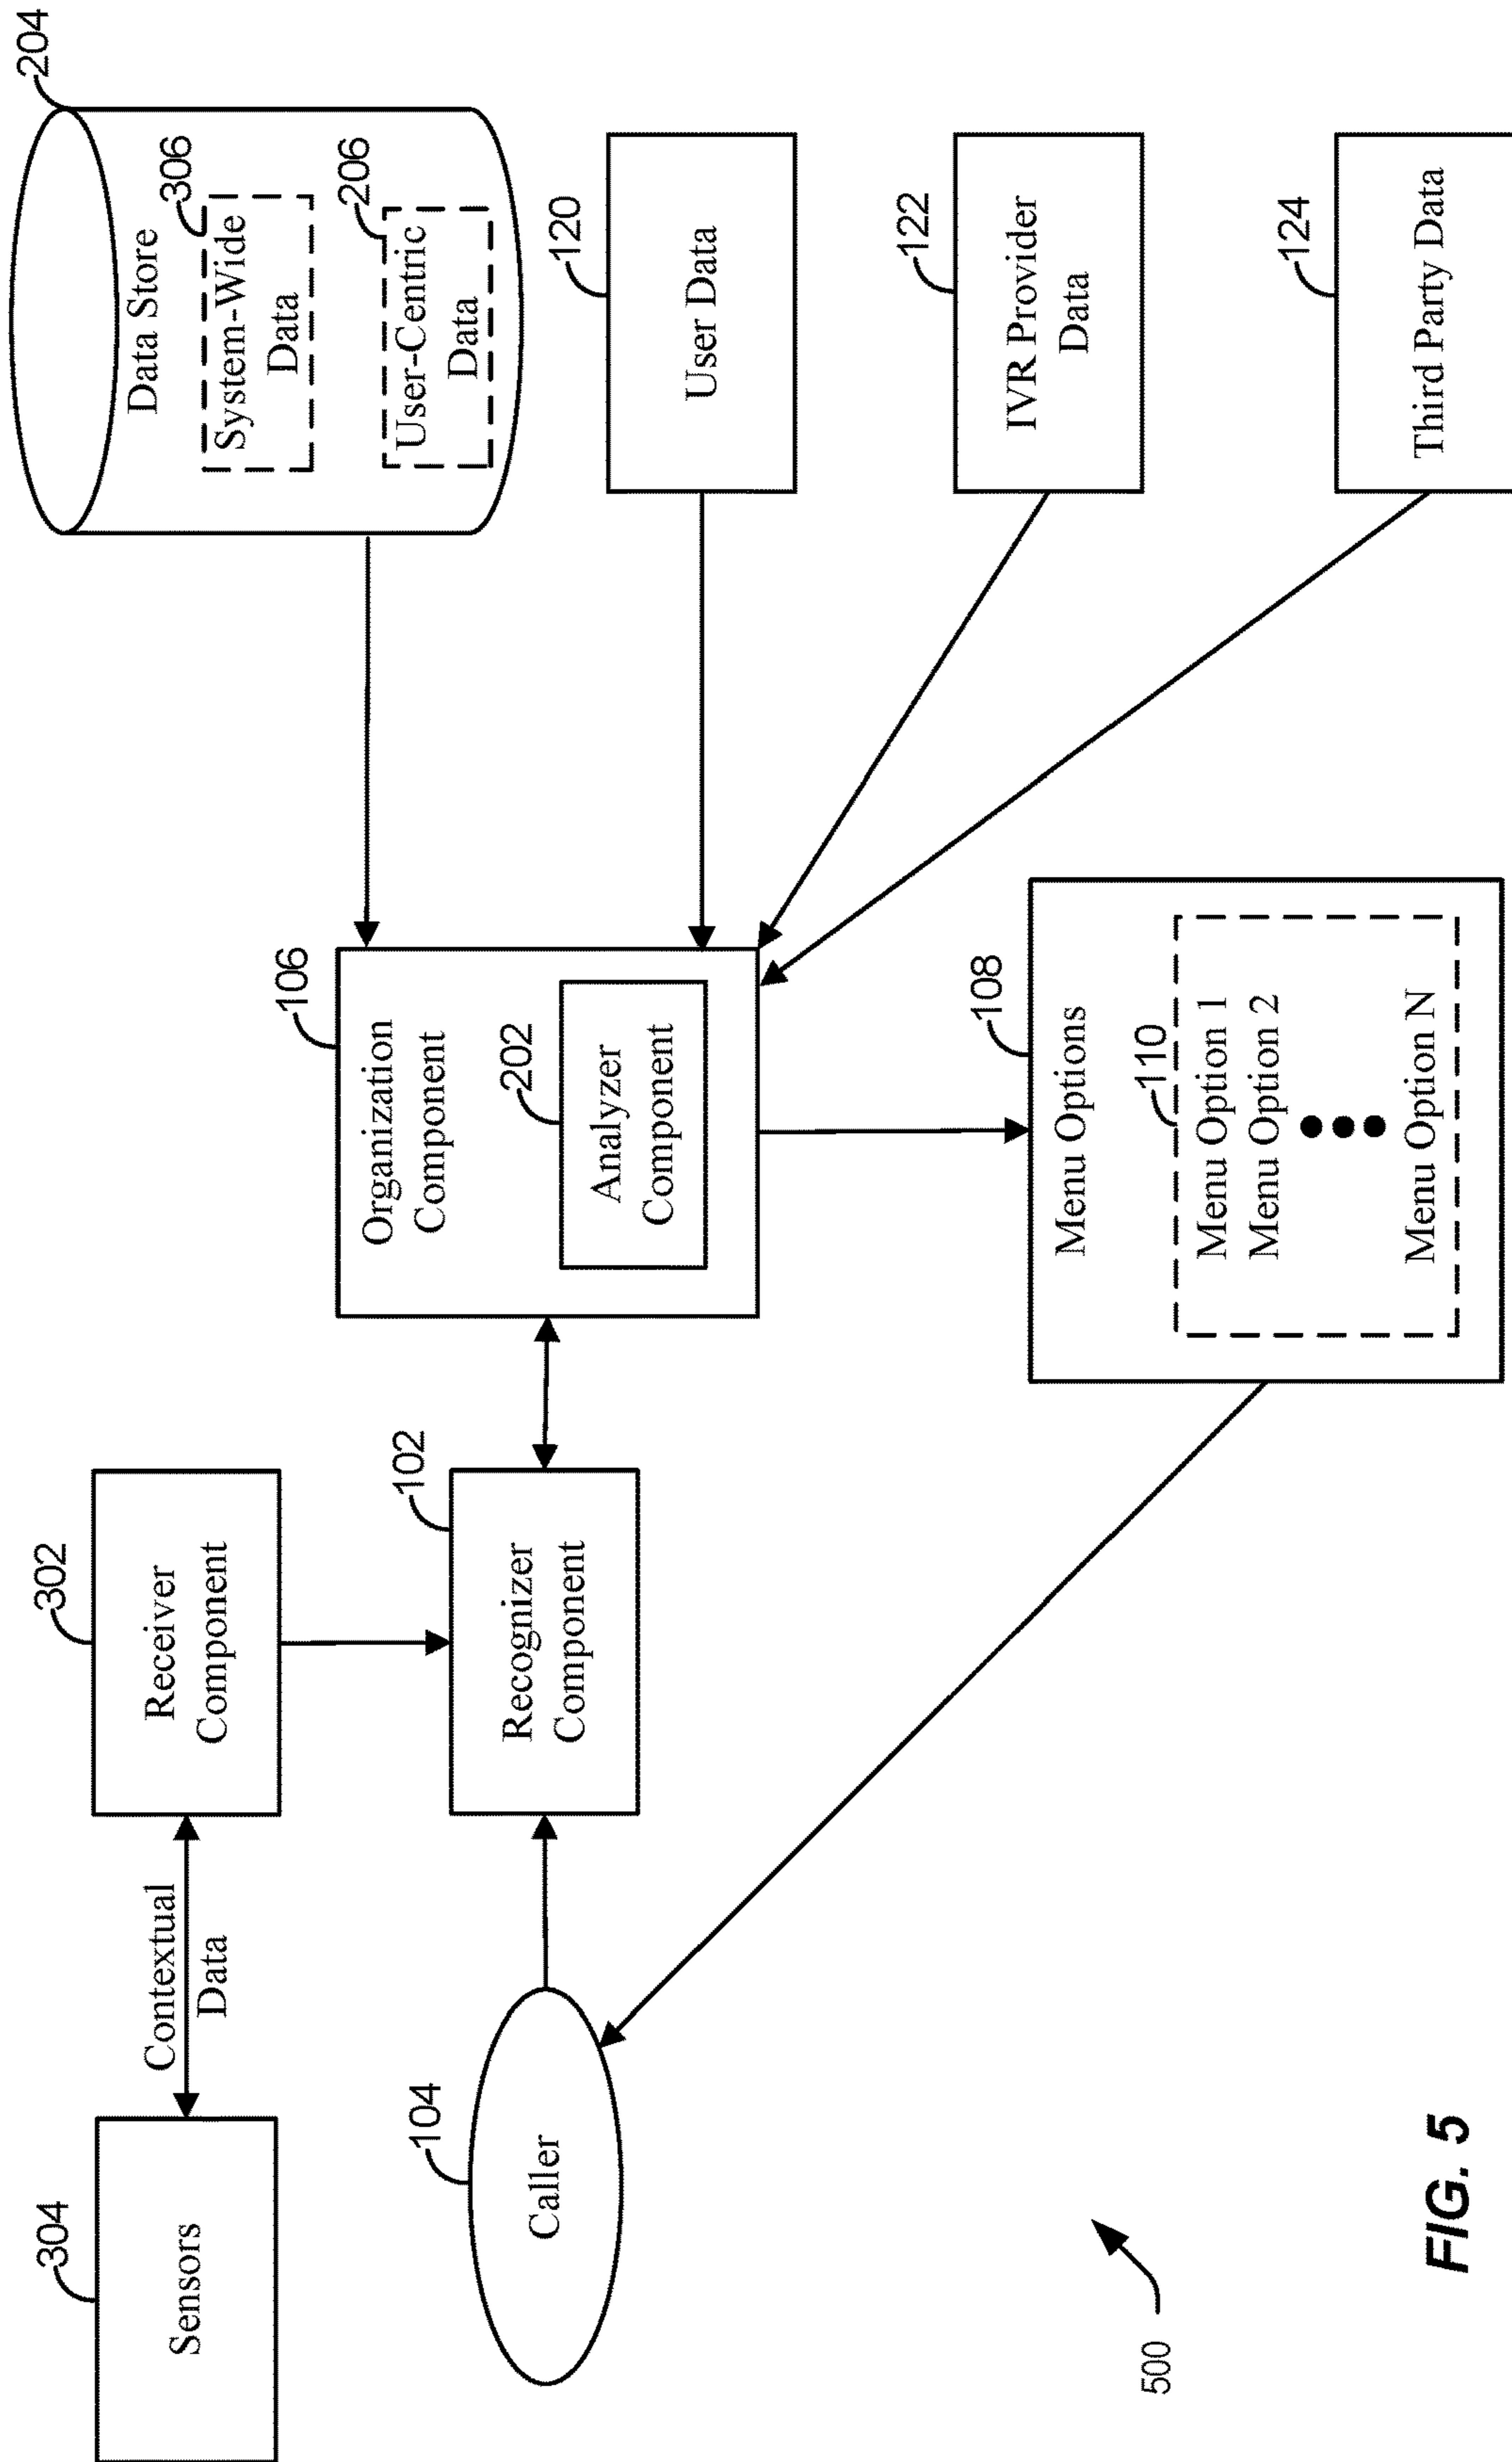 304
Sensors
Contextual
Data
302
Receiver
Component
104
Caller
102
Recognizer
Component
106
Organization
Component
202
Analyzer
Component
204
Data Store
306
System-Wide
Data
206
User-Centric
Data
120
User Data
122
IVR Provider
Data
124
Third Party Data
108
Menu Options
110
Menu Option 1
Menu Option 2
Menu Option N
500
FIG. 5